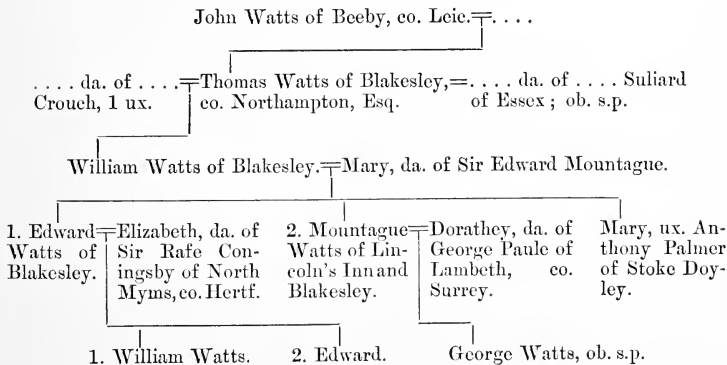 John Watts of Beeby, co. Leic.=. . . .
. . . . da. of . . . .=Thomas Watts of Blakesley,=. . . . da. of . . . . Suliard
Crouch, 1 ux. co. Northampton, Esq. of Essex ; ob. s.p.
William Watts of Blakesley.=Mary, da. of Sir Edward Mountague.
1. Edward=Elizabeth, da. of 2. Mountague=Dorathey, da. of Mary, ux. An-
Watts of Sir Rafe Con- Watts of Lin- George Paule of thony Palmer
Blakesley. ingsby of North coln's Inn and Lambeth, co. of Stoke Doy-
Myms, co. Hertf. Blakesley. Surrey. ley.
1. William Watts. 2. Edward. George Watts, ob. s.p.